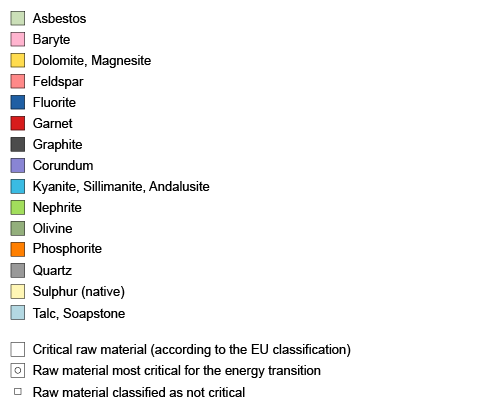 Asbestos
Baryte
Dolomite, Magnesite
Feldspar
Fluorite
Garnet
Graphite
Corundum
Kyanite, Sillimanite, Andalusite
Nephrite
Olivine
Phosphorite
Quartz
Sulphur (native)
Talc, Soapstone
Critical raw material (according to the EU classification)
Raw material most critical for the energy transition
Raw material classified as not critical